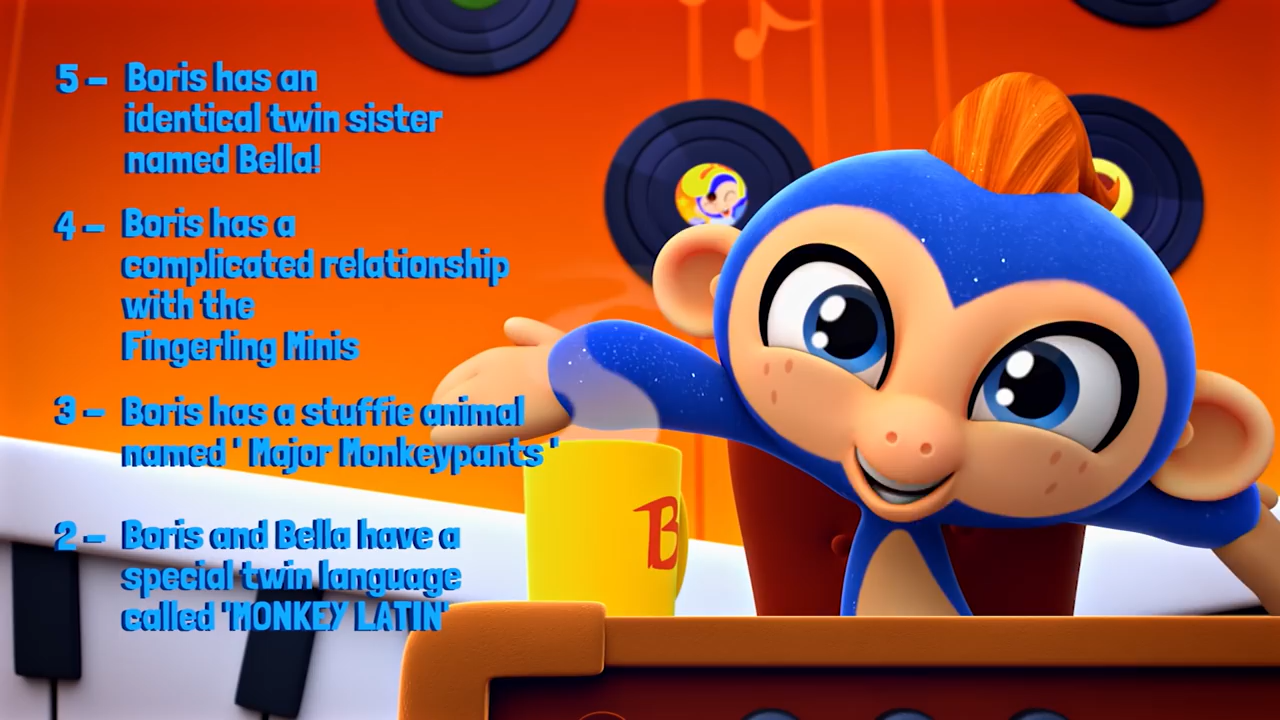 5 - Boris has an
identical twin sister
named Bella!
4 - Boris has a
complicated relationship
with the
Fingerling Minis
3 - Boris has a stuffie animal
named ' Major Monkeypants '
2 - Boris and Bella have a
special twin language
called 'MONKEY LATIN'
B